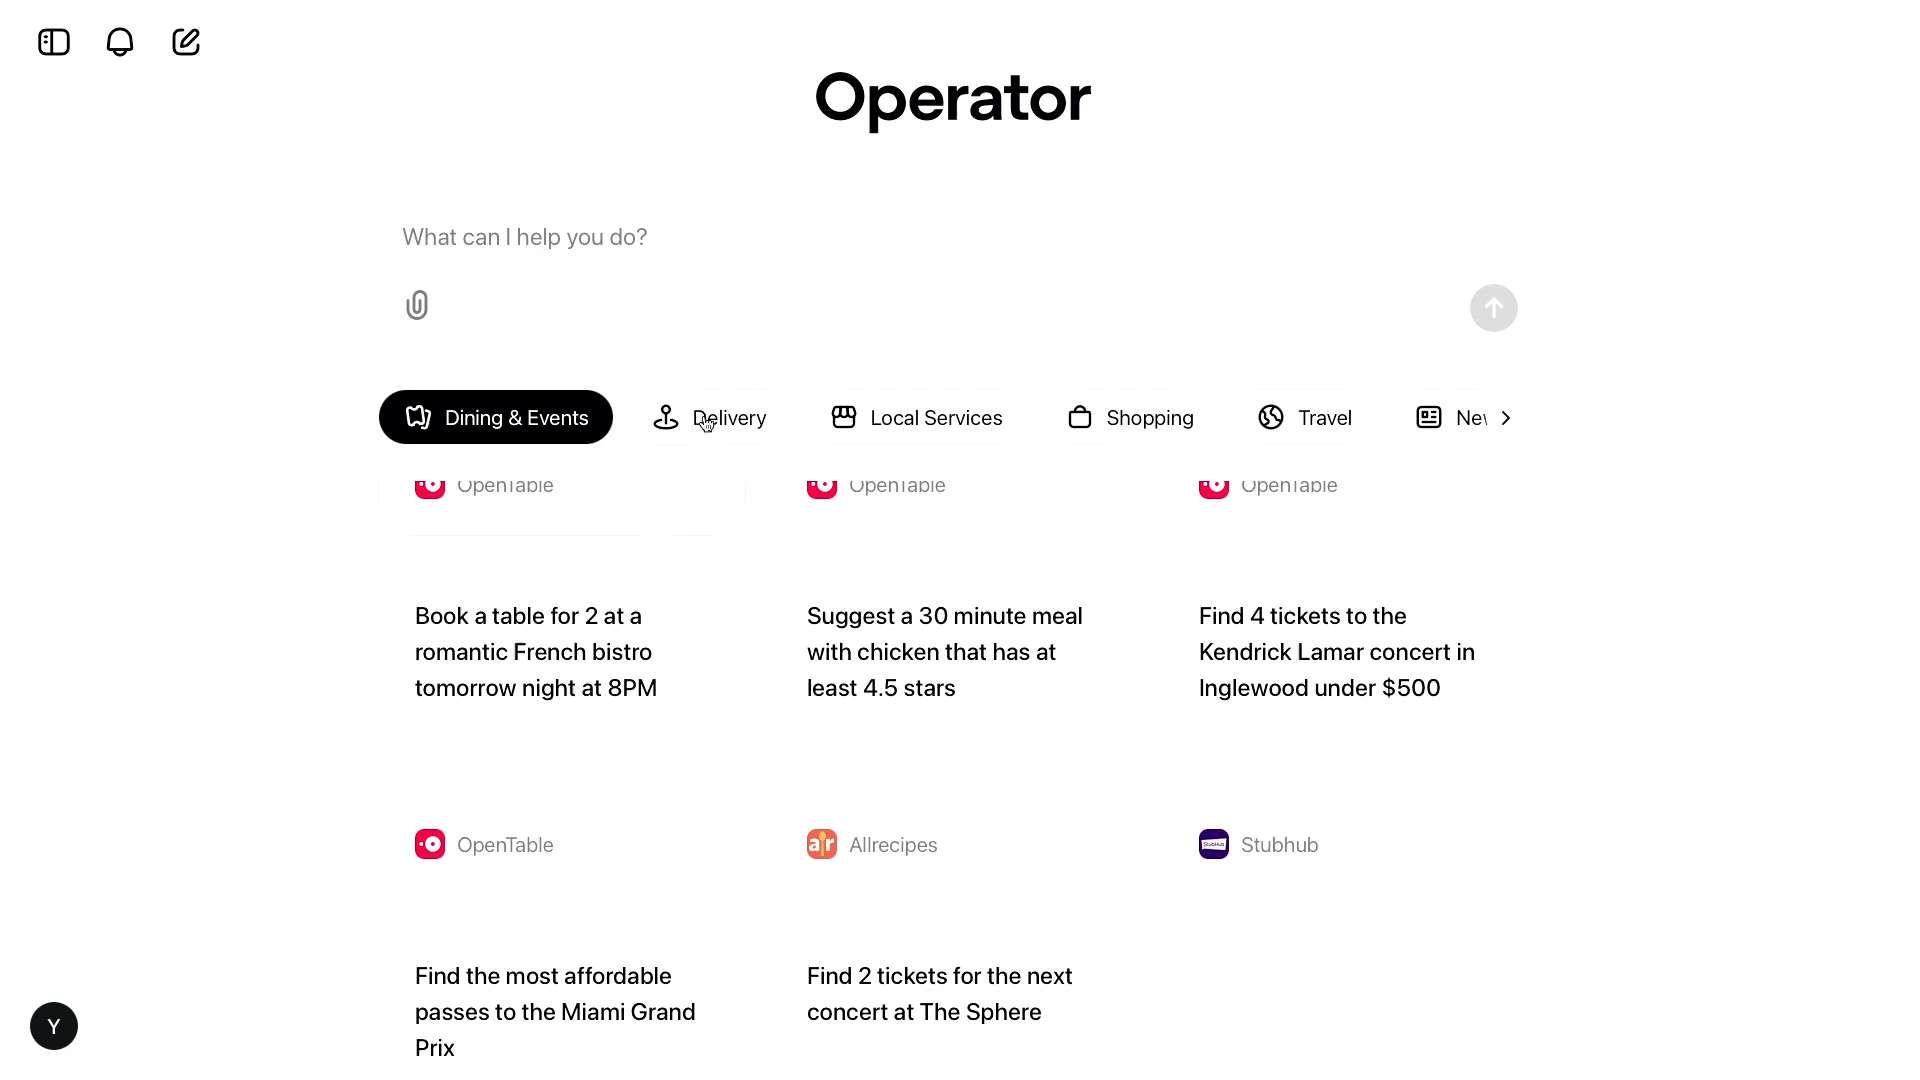 Operator
What can I help you do?
Dining & Events
Delivery
Local Services
Shopping
Travel
OpenTable
OpenTable
OpenTable
Book a table for 2 at a
romantic French bistro
tomorrow night at 8PM
Suggest a 30 minute meal
with chicken that has at
least 4.5 stars
Find 4 tickets to the
Kendrick Lamar concert in
Inglewood under $500
OpenTable
ar
Allrecipes
StubHub
Stubhub
Find the most affordable
passes to the Miami Grand
Prix
Find 2 tickets for the next
concert at The Sphere
Y